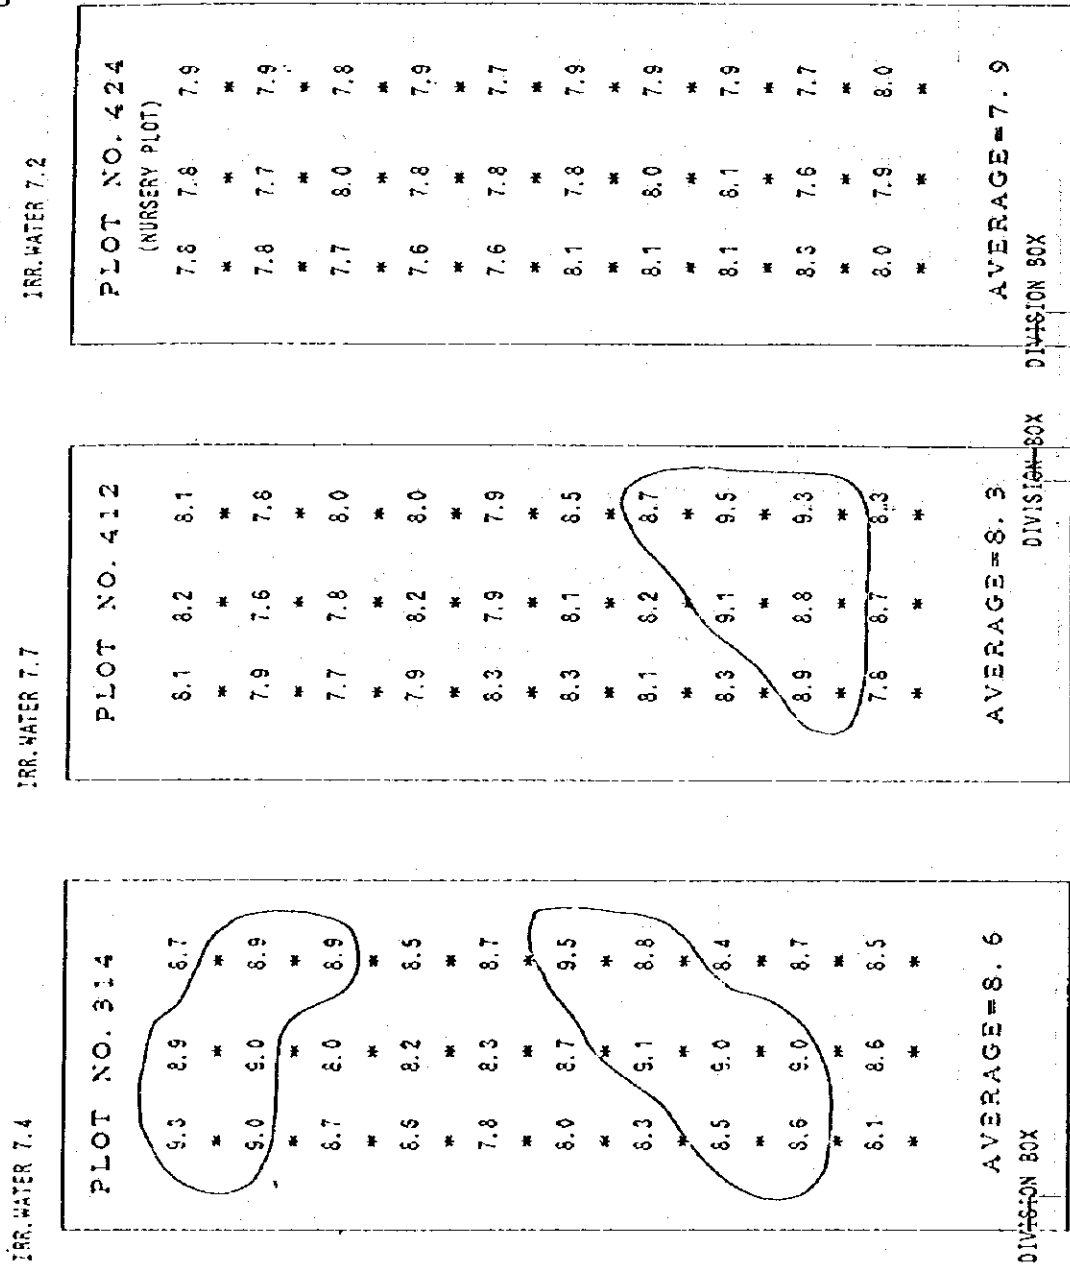 IRR.WATER 7.4
PLOT NO.314
9.3 8.9 8.7
* * *
9.0 9.0 8.9
* * *
8.7 8.0 8.9
* * *
8.5 8.2 8.5
* * *
7.8 8.3 8.7
* * *
8.0 8.7 9.5
* * *
8.3 9.1 8.8
* * *
8.5 9.0 8.4
* * *
8.6 9.0 8.7
* * *
8.1 8.6 8.5
* * *
AVERAGE=8.6
DIVISION BOX
IRR.WATER 7.7
PLOT NO.412
8.1 8.2 8.1
* * *
7.9 7.6 7.8
* * *
7.7 7.8 8.0
* * *
7.9 8.2 8.0
* * *
8.3 7.9 7.9
* * *
8.3 8.1 8.5
* * *
8.1 8.2 8.7
* * *
8.3 9.1 9.5
* * *
8.9 8.8 9.3
* * *
7.8 8.7 8.3
* * *
AVERAGE=8.3
DIVISION BOX
IRR.WATER 7.2
PLOT NO.424
(NURSERY PLOT)
7.8 7.8 7.9
* * *
7.8 7.7 7.9
* * *
7.7 8.0 7.8
* * *
7.6 7.8 7.9
* * *
7.6 7.8 7.7
* * *
8.1 7.8 7.9
* * *
8.1 8.0 7.9
* * *
8.1 8.1 7.9
* * *
8.3 7.6 7.7
* * *
8.0 7.9 8.0
* * *
AVERAGE=7.9
DIVISION BOX